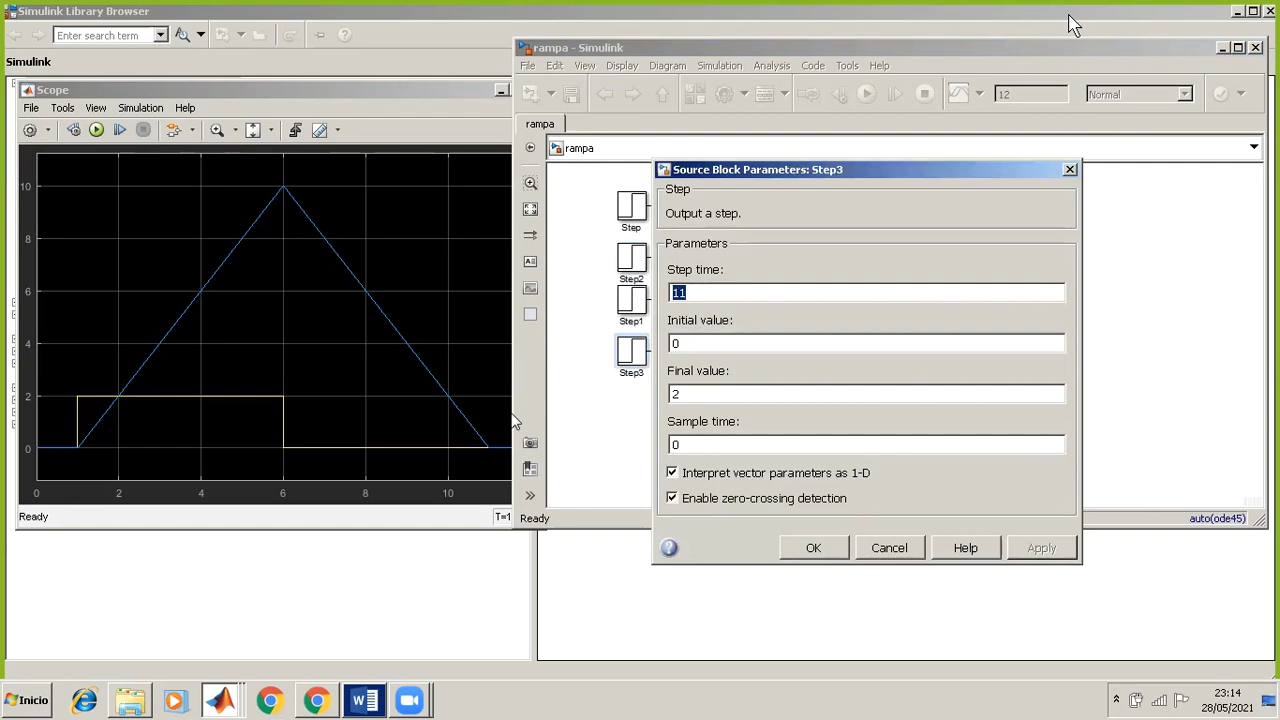 Simulink Library Browser
Enter search term
Simulink
Scope
File Tools View Simulation Help
10
8
6
4
2
0
0 2 4 6 8 10
Ready
T=1
rampa - Simulink
File Edit View Display Diagram Simulation Analysis Code Tools Help
12
Normal
rampa
rampa
Step
Step2
Step1
Step3
Ready
auto(ode45)
Source Block Parameters: Step3
Step
Output a step.
Parameters
Step time:
11
Initial value:
0
Final value:
2
Sample time:
0
Interpret vector parameters as 1-D
Enable zero-crossing detection
OK Cancel Help Apply
Inicio
23:14
28/05/2021